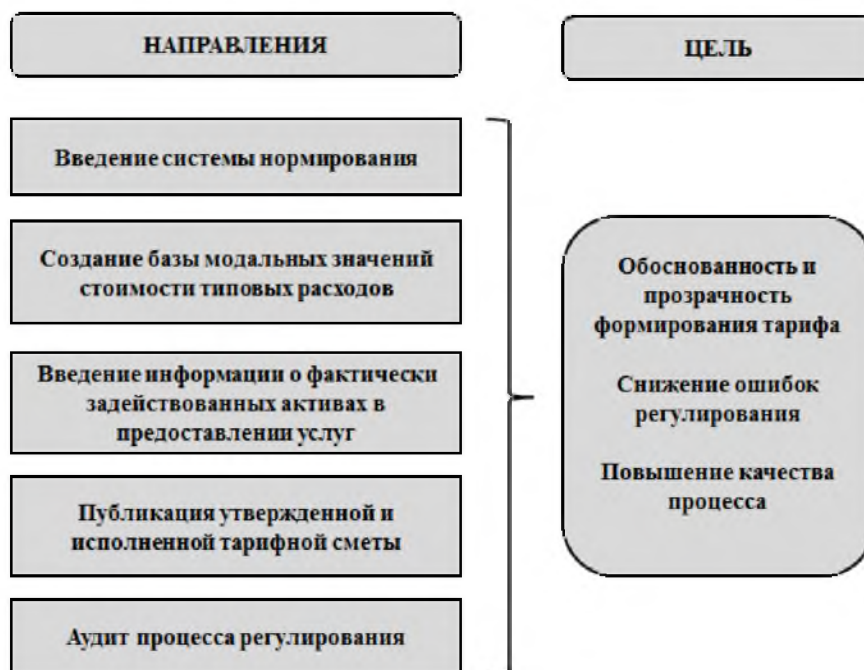 НАПРАВЛЕНИЯ
Введение системы нормирования
Создание базы модальных значений
стоимости типовых расходов
Введение информации о фактически
задействованных активах в
предоставлении услуг
Публикация утвержденной и
исполненной тарифной сметы
Аудит процесса регулирования
ЦЕЛЬ
Обоснованность и
прозрачность
формирования тарифа
Снижение ошибок
регулирования
Повышение качества
процесса